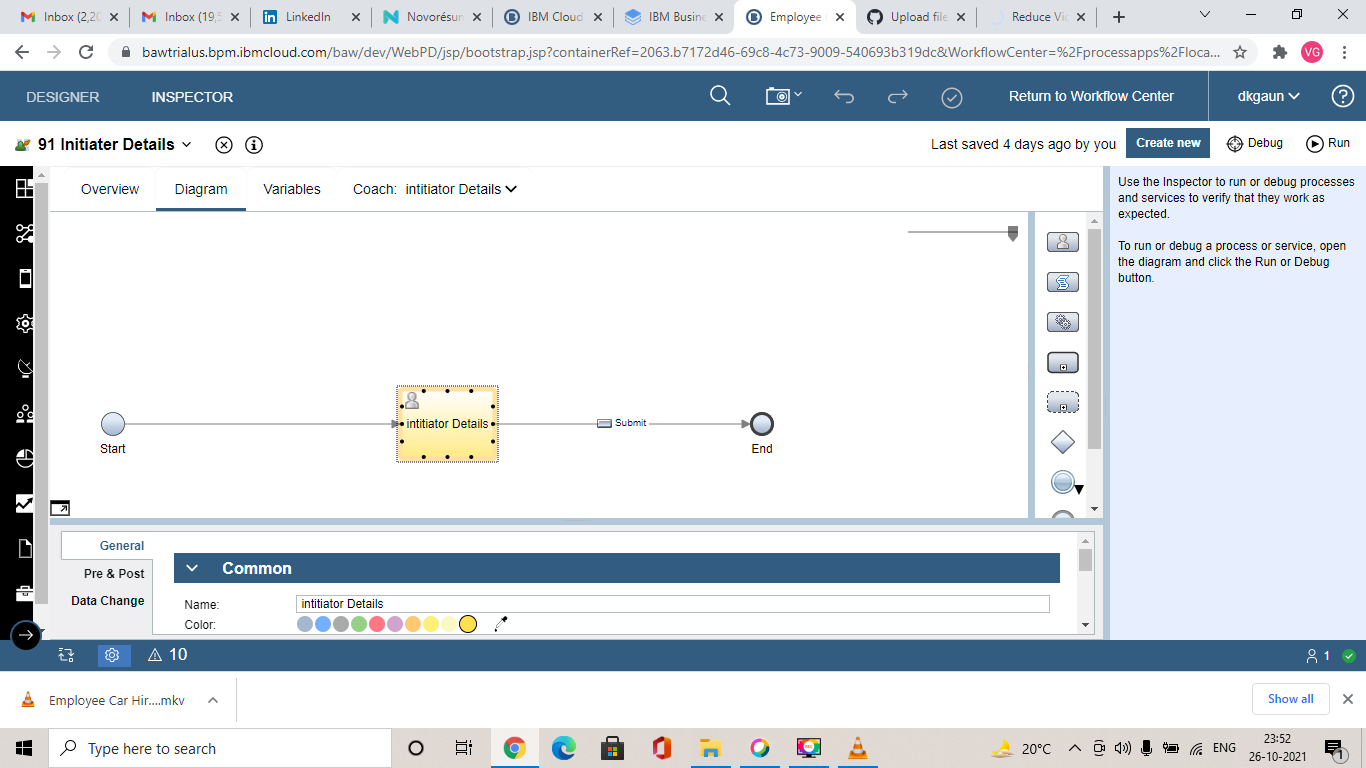 Inbox (2,20
Inbox (19,5
LinkedIn
Novorésum
IBM Cloud
IBM Busine
Employee
Upload file
Reduce Vid
bawtrialus.bpm.ibmcloud.com/baw/dev/WebPD/jsp/bootstrap.jsp?containerRef=2063.b7172d46-69c8-4c73-9009-540693b319dc&WorkflowCenter=%2Fprocessapps%2Floca...
VG
DESIGNER
INSPECTOR
Return to Workflow Center
dkgaun
91 Initiater Details
Last saved 4 days ago by you
Create new
Debug
Run
Overview
Diagram
Variables
Coach: intitiator Details
Use the Inspector to run or debug processes
and services to verify that they work as
expected.
To run or debug a process or service, open
the diagram and click the Run or Debug
button.
Start
intitiator Details
Submit
End
General
Pre & Post
Data Change
Common
Name:
intitiator Details
Color:
10
1
Employee Car Hir....mkv
Show all
Type here to search
20°C
ENG
23:52
26-10-2021
1